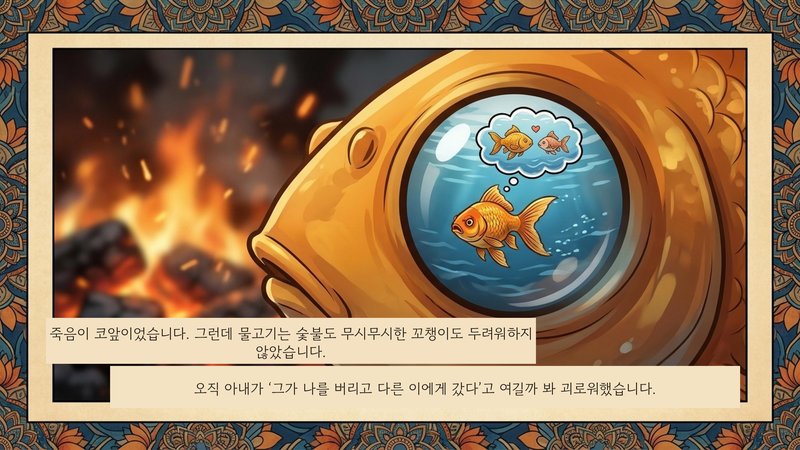 죽음이 코앞이었습니다. 그런데 물고기는 숯불도 무시무시한 꼬챙이도 두려워하지
않았습니다.
오직 아내가 ‘그가 나를 버리고 다른 이에게 갔다’고 여길까 봐 괴로워했습니다.